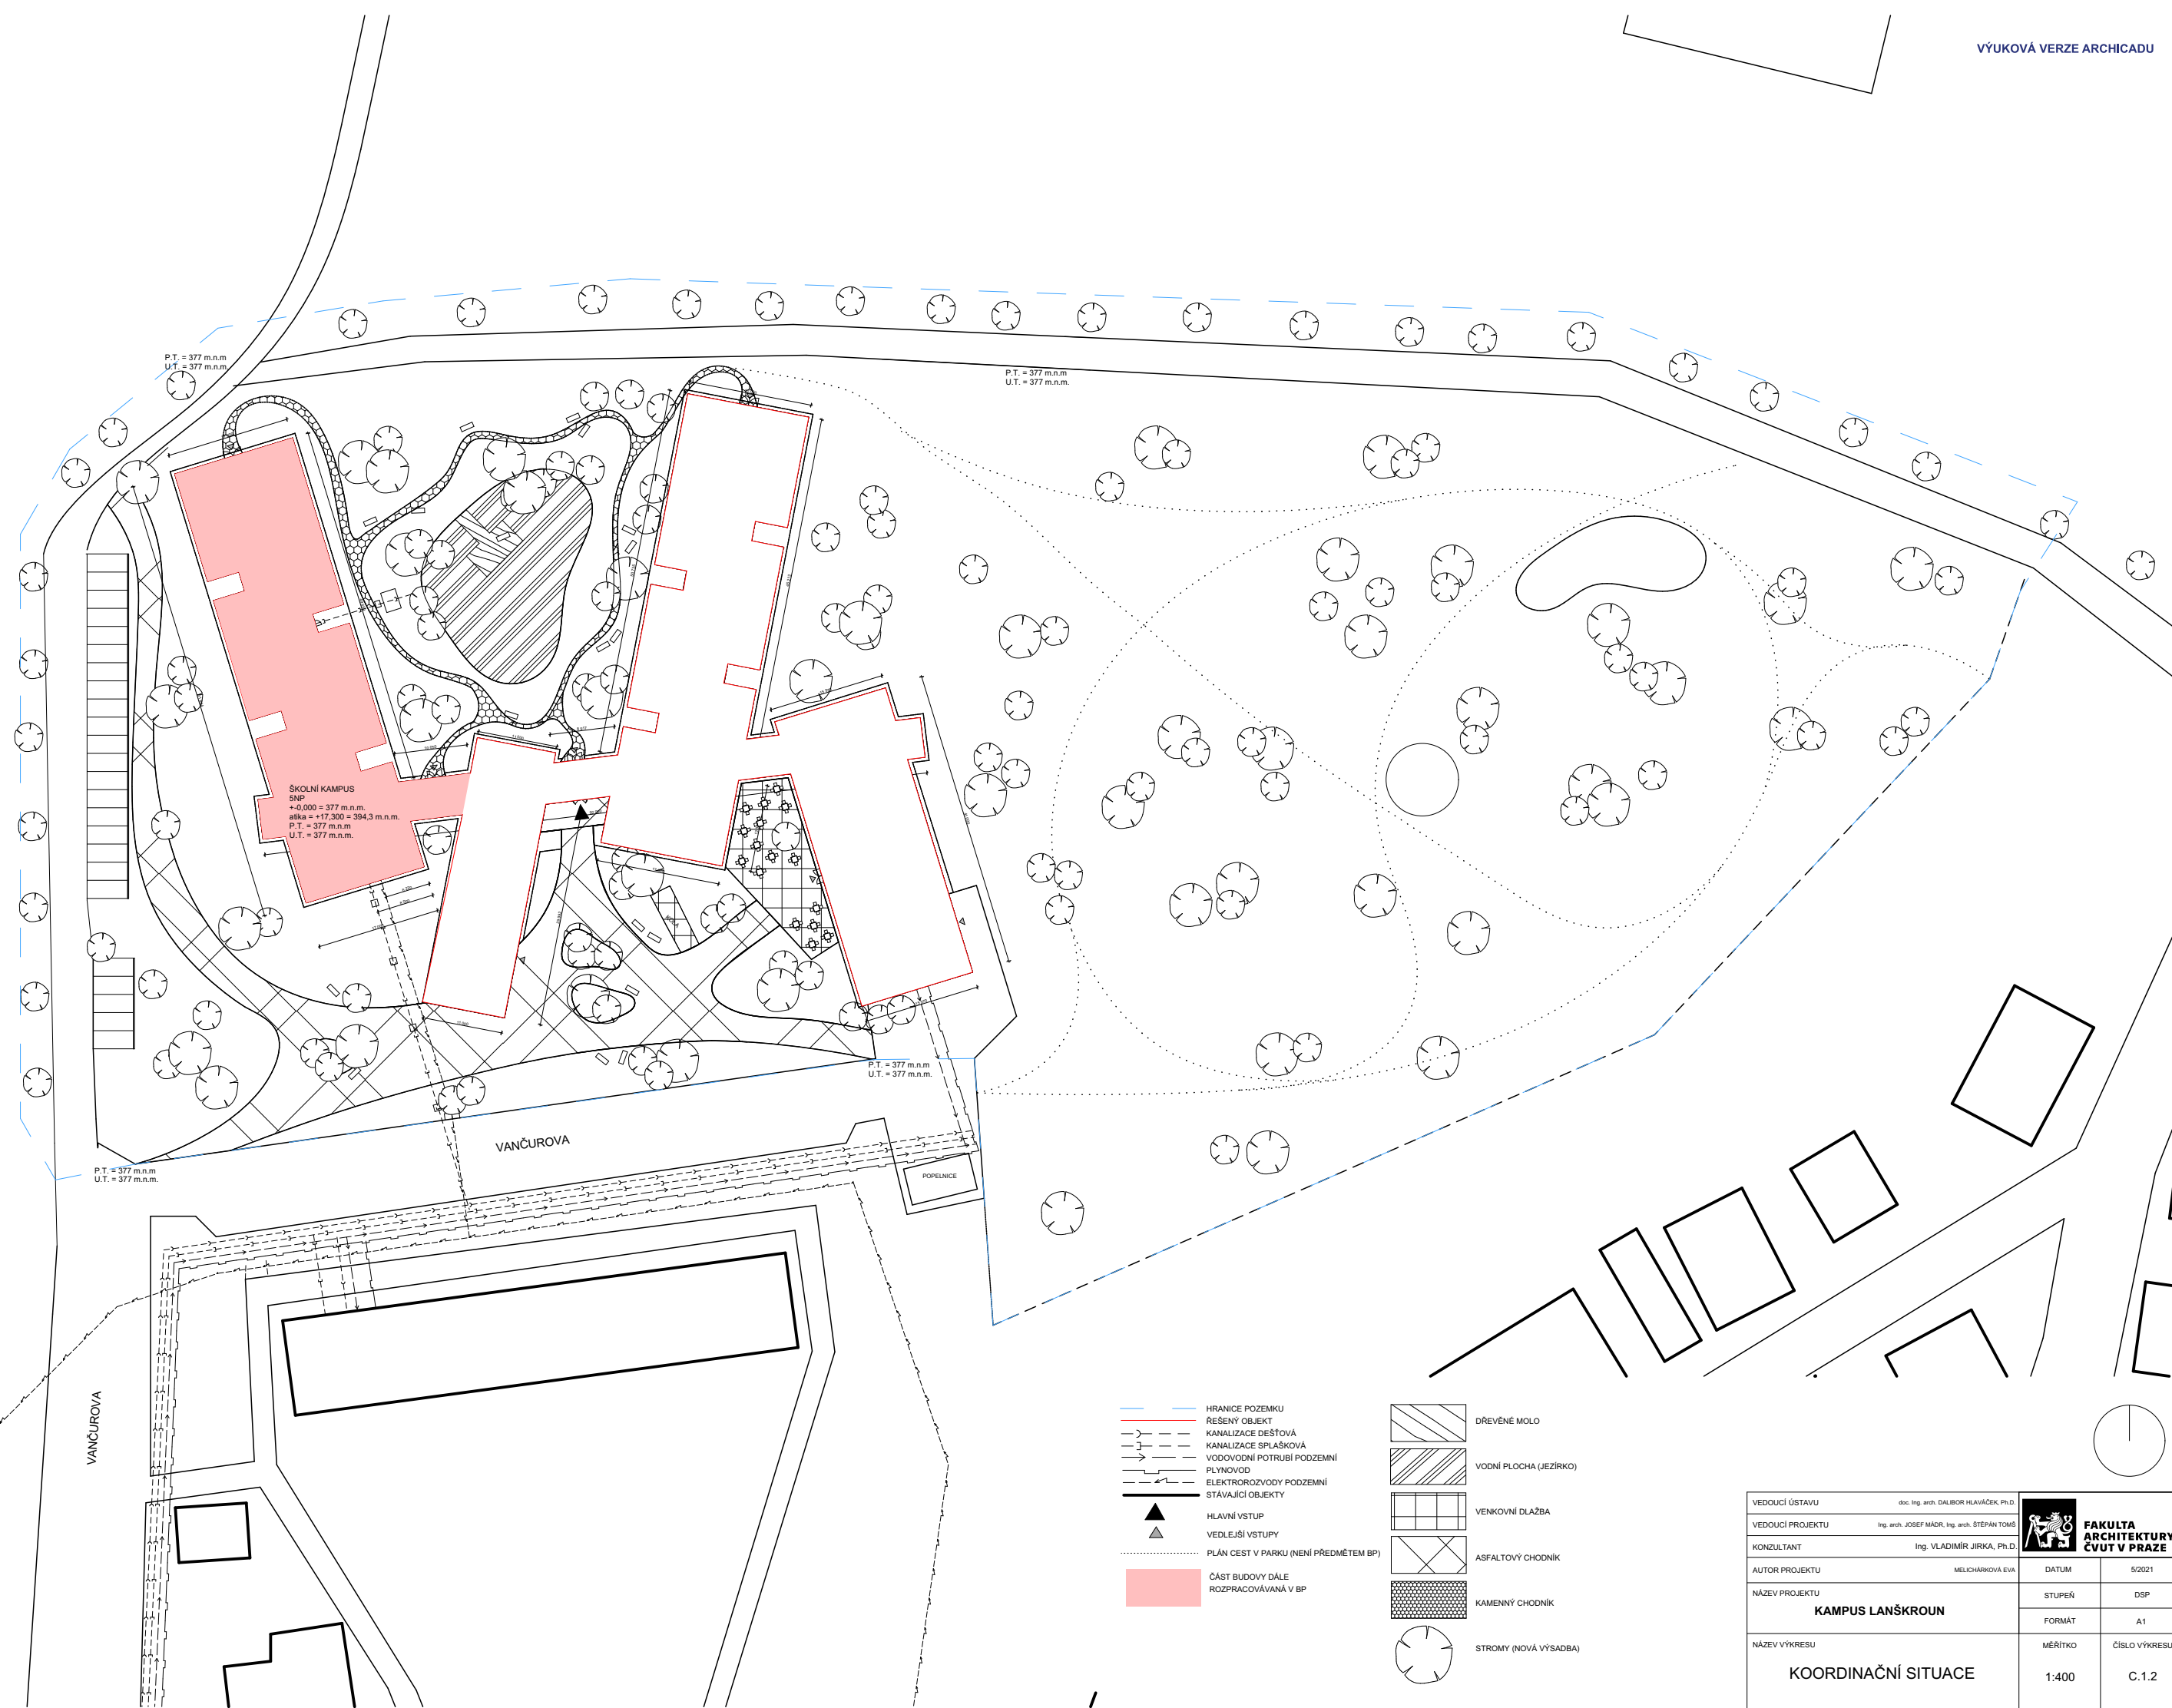 VÝUKOVÁ VERZE ARCHICADU
P.T. = 377 m.n.m
U.T. = 377 m.n.m.
P.T. = 377 m.n.m
U.T. = 377 m.n.m.
ŠKOLNÍ KAMPUS
5NP
+-0,000 = 377 m.n.m.
atika = +17,300 = 394,3 m.n.m.
P.T. = 377 m.n.m
U.T. = 377 m.n.m.
P.T. = 377 m.n.m
U.T. = 377 m.n.m.
VANČUROVA
P.T. = 377 m.n.m
U.T. = 377 m.n.m.
POPELNICE
VANČUROVA
HRANICE POZEMKU
ŘEŠENÝ OBJEKT
KANALIZACE DEŠŤOVÁ
KANALIZACE SPLAŠKOVÁ
VODOVODNÍ POTRUBÍ PODZEMNÍ
PLYNOVOD
ELEKTROROZVODY PODZEMNÍ
STÁVAJÍCÍ OBJEKTY
HLAVNÍ VSTUP
VEDLEJŠÍ VSTUPY
PLÁN CEST V PARKU (NENÍ PŘEDMĚTEM BP)
ČÁST BUDOVY DÁLE
ROZPRACOVÁVANÁ V BP
DŘEVĚNÉ MOLO
VODNÍ PLOCHA (JEZÍRKO)
VENKOVNÍ DLAŽBA
ASFALTOVÝ CHODNÍK
KAMENNÝ CHODNÍK
STROMY (NOVÁ VÝSADBA)
VEDOUCÍ ÚSTAVU doc. Ing. arch. DALIBOR HLAVÁČEK, Ph.D.
VEDOUCÍ PROJEKTU Ing. arch. JOSEF MÁDR, Ing. arch. ŠTĚPÁN TOMŠ
KONZULTANT Ing. VLADIMÍR JIRKA, Ph.D.
FAKULTA
ARCHITEKTURY
ČVUT V PRAZE
AUTOR PROJEKTU MELICHÁRKOVÁ EVA
DATUM 5/2021
NÁZEV PROJEKTU
KAMPUS LANŠKROUN
STUPEŇ DSP
FORMÁT A1
NÁZEV VÝKRESU
KOORDINAČNÍ SITUACE
MĚŘÍTKO ČÍSLO VÝKRESU
1:400 C.1.2